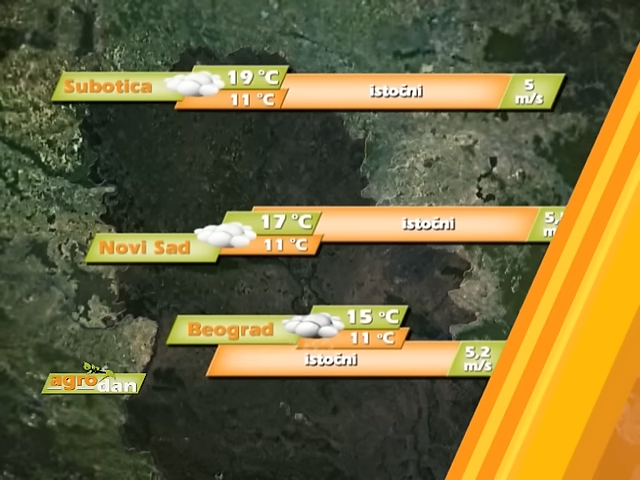 Subotica 19 °C istočni 5 m/s
11 °C
17 °C istočni
Novi Sad 11 °C
Beograd 15 °C
11 °C
istočni 5,2 m/s
agro dan